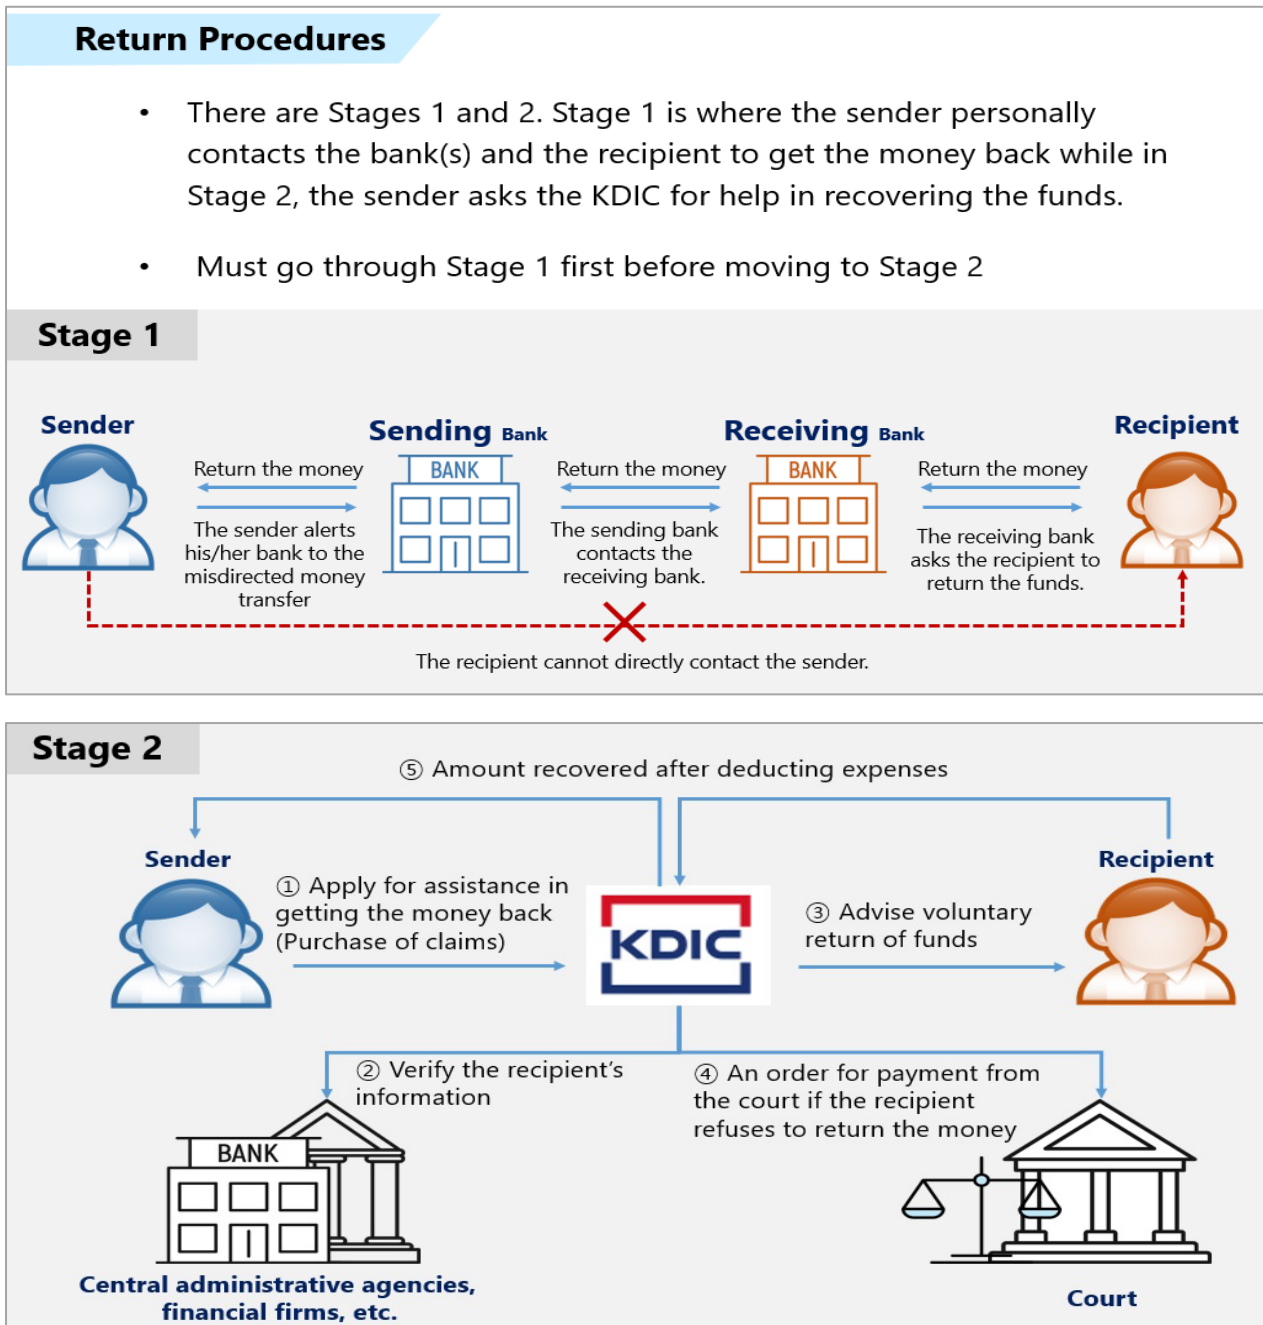 Return Procedures
• There are Stages 1 and 2. Stage 1 is where the sender personally
contacts the bank(s) and the recipient to get the money back while in
Stage 2, the sender asks the KDIC for help in recovering the funds.
• Must go through Stage 1 first before moving to Stage 2
Stage 1
Sender
Sending Bank
Receiving Bank
Recipient
BANK
BANK
Return the money
Return the money
Return the money
The sender alerts
his/her bank to the
misdirected money
transfer
The sending bank
contacts the
receiving bank.
The receiving bank
asks the recipient to
return the funds.
The recipient cannot directly contact the sender.
Stage 2
⑤ Amount recovered after deducting expenses
Sender
Recipient
① Apply for assistance in
getting the money back
(Purchase of claims)
KDIC
③ Advise voluntary
return of funds
② Verify the recipient's
information
④ An order for payment from
the court if the recipient
refuses to return the money
BANK
Central administrative agencies,
financial firms, etc.
Court